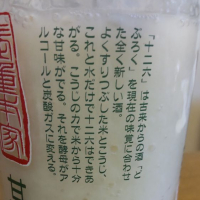 「十二六」は古来からの酒〝ど
ぶろく〟を現在の味覚に合わせ
た全く新しい酒。
よくすりつぶした米とこうじ、
これと水だけで十二六はできあ
がる。こうじの力で米から十分
な甘味がでる。それを酵母がア
ルコールと炭酸ガスに変える。
甘